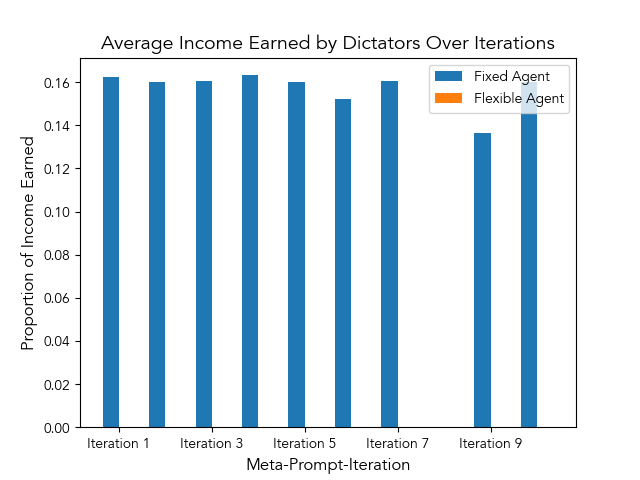 Average Income Earned by Dictators Over Iterations
Fixed Agent
Flexible Agent
Proportion of Income Earned
0.16
0.14
0.12
0.10
0.08
0.06
0.04
0.02
0.00
Iteration 1
Iteration 3
Iteration 5
Iteration 7
Iteration 9
Meta-Prompt-Iteration